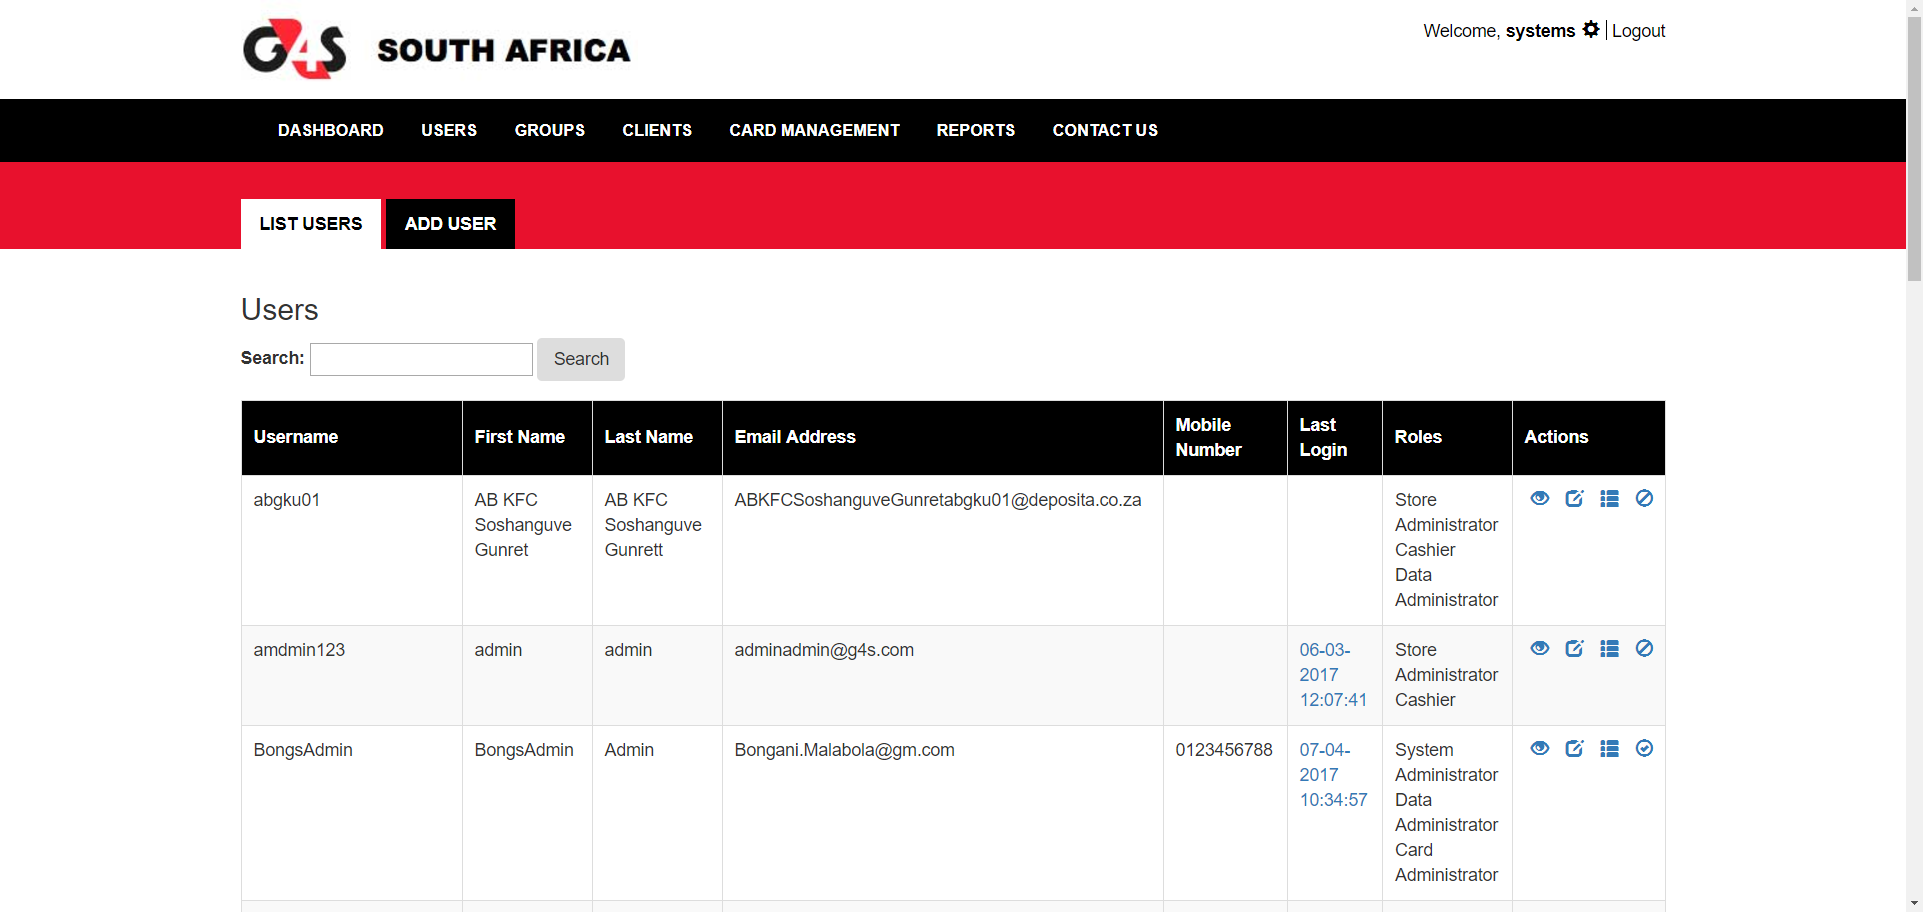 G4S SOUTH AFRICA
Welcome, systems Logout
DASHBOARD USERS GROUPS CLIENTS CARD MANAGEMENT REPORTS CONTACT US
LIST USERS ADD USER
Users
Search: Search
Username First Name Last Name Email Address Mobile Number Last Login Roles Actions
abgku01
AB KFC
Soshanguve
Gunret
AB KFC
Soshanguve
Gunrett
ABKFCSoshanguveGunretabgku01@deposita.co.za
Store
Administrator
Cashier
Data
Administrator
amdmin123
admin
admin
adminadmin@g4s.com
06-03-
2017
12:07:41
Store
Administrator
Cashier
BongsAdmin
BongsAdmin
Admin
Bongani.Malabola@gm.com
0123456788
07-04-
2017
10:34:57
System
Administrator
Data
Administrator
Card
Administrator